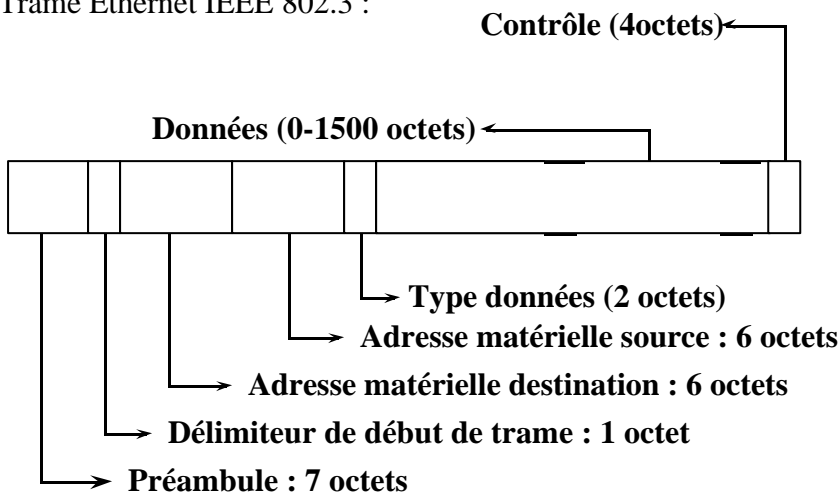 Trame Ethernet IEEE 802.3 :
Contrôle (4octets)
Données (0-1500 octets)
Type données (2 octets)
Adresse matérielle source : 6 octets
Adresse matérielle destination : 6 octets
Délimiteur de début de trame : 1 octet
Préambule : 7 octets